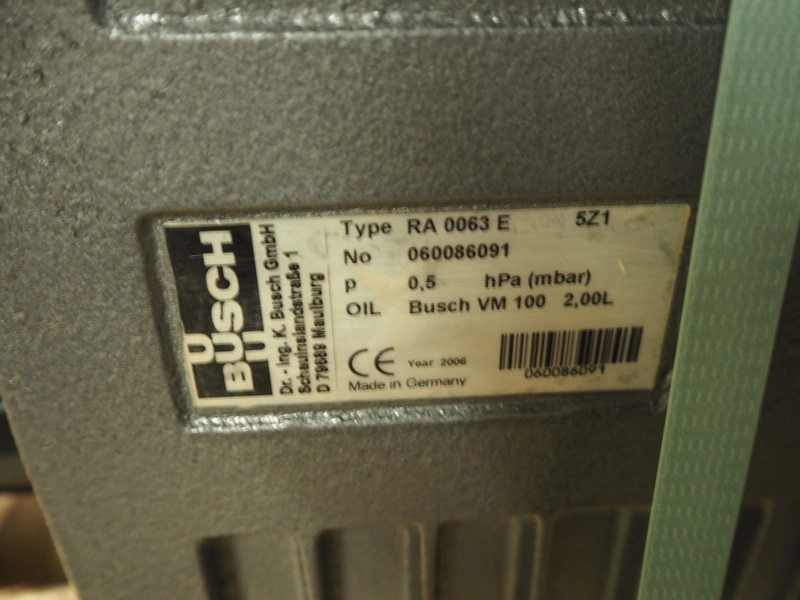 BUSCH
Dr. - Ing. K. Busch GmbH
Schauinslandstraße 1
D 79689 Maulburg
Type RA 0063 E 5Z1
No 060086091
p 0,5 hPa (mbar)
OIL Busch VM 100 2,00L
CE Year 2006
Made in Germany
060086091